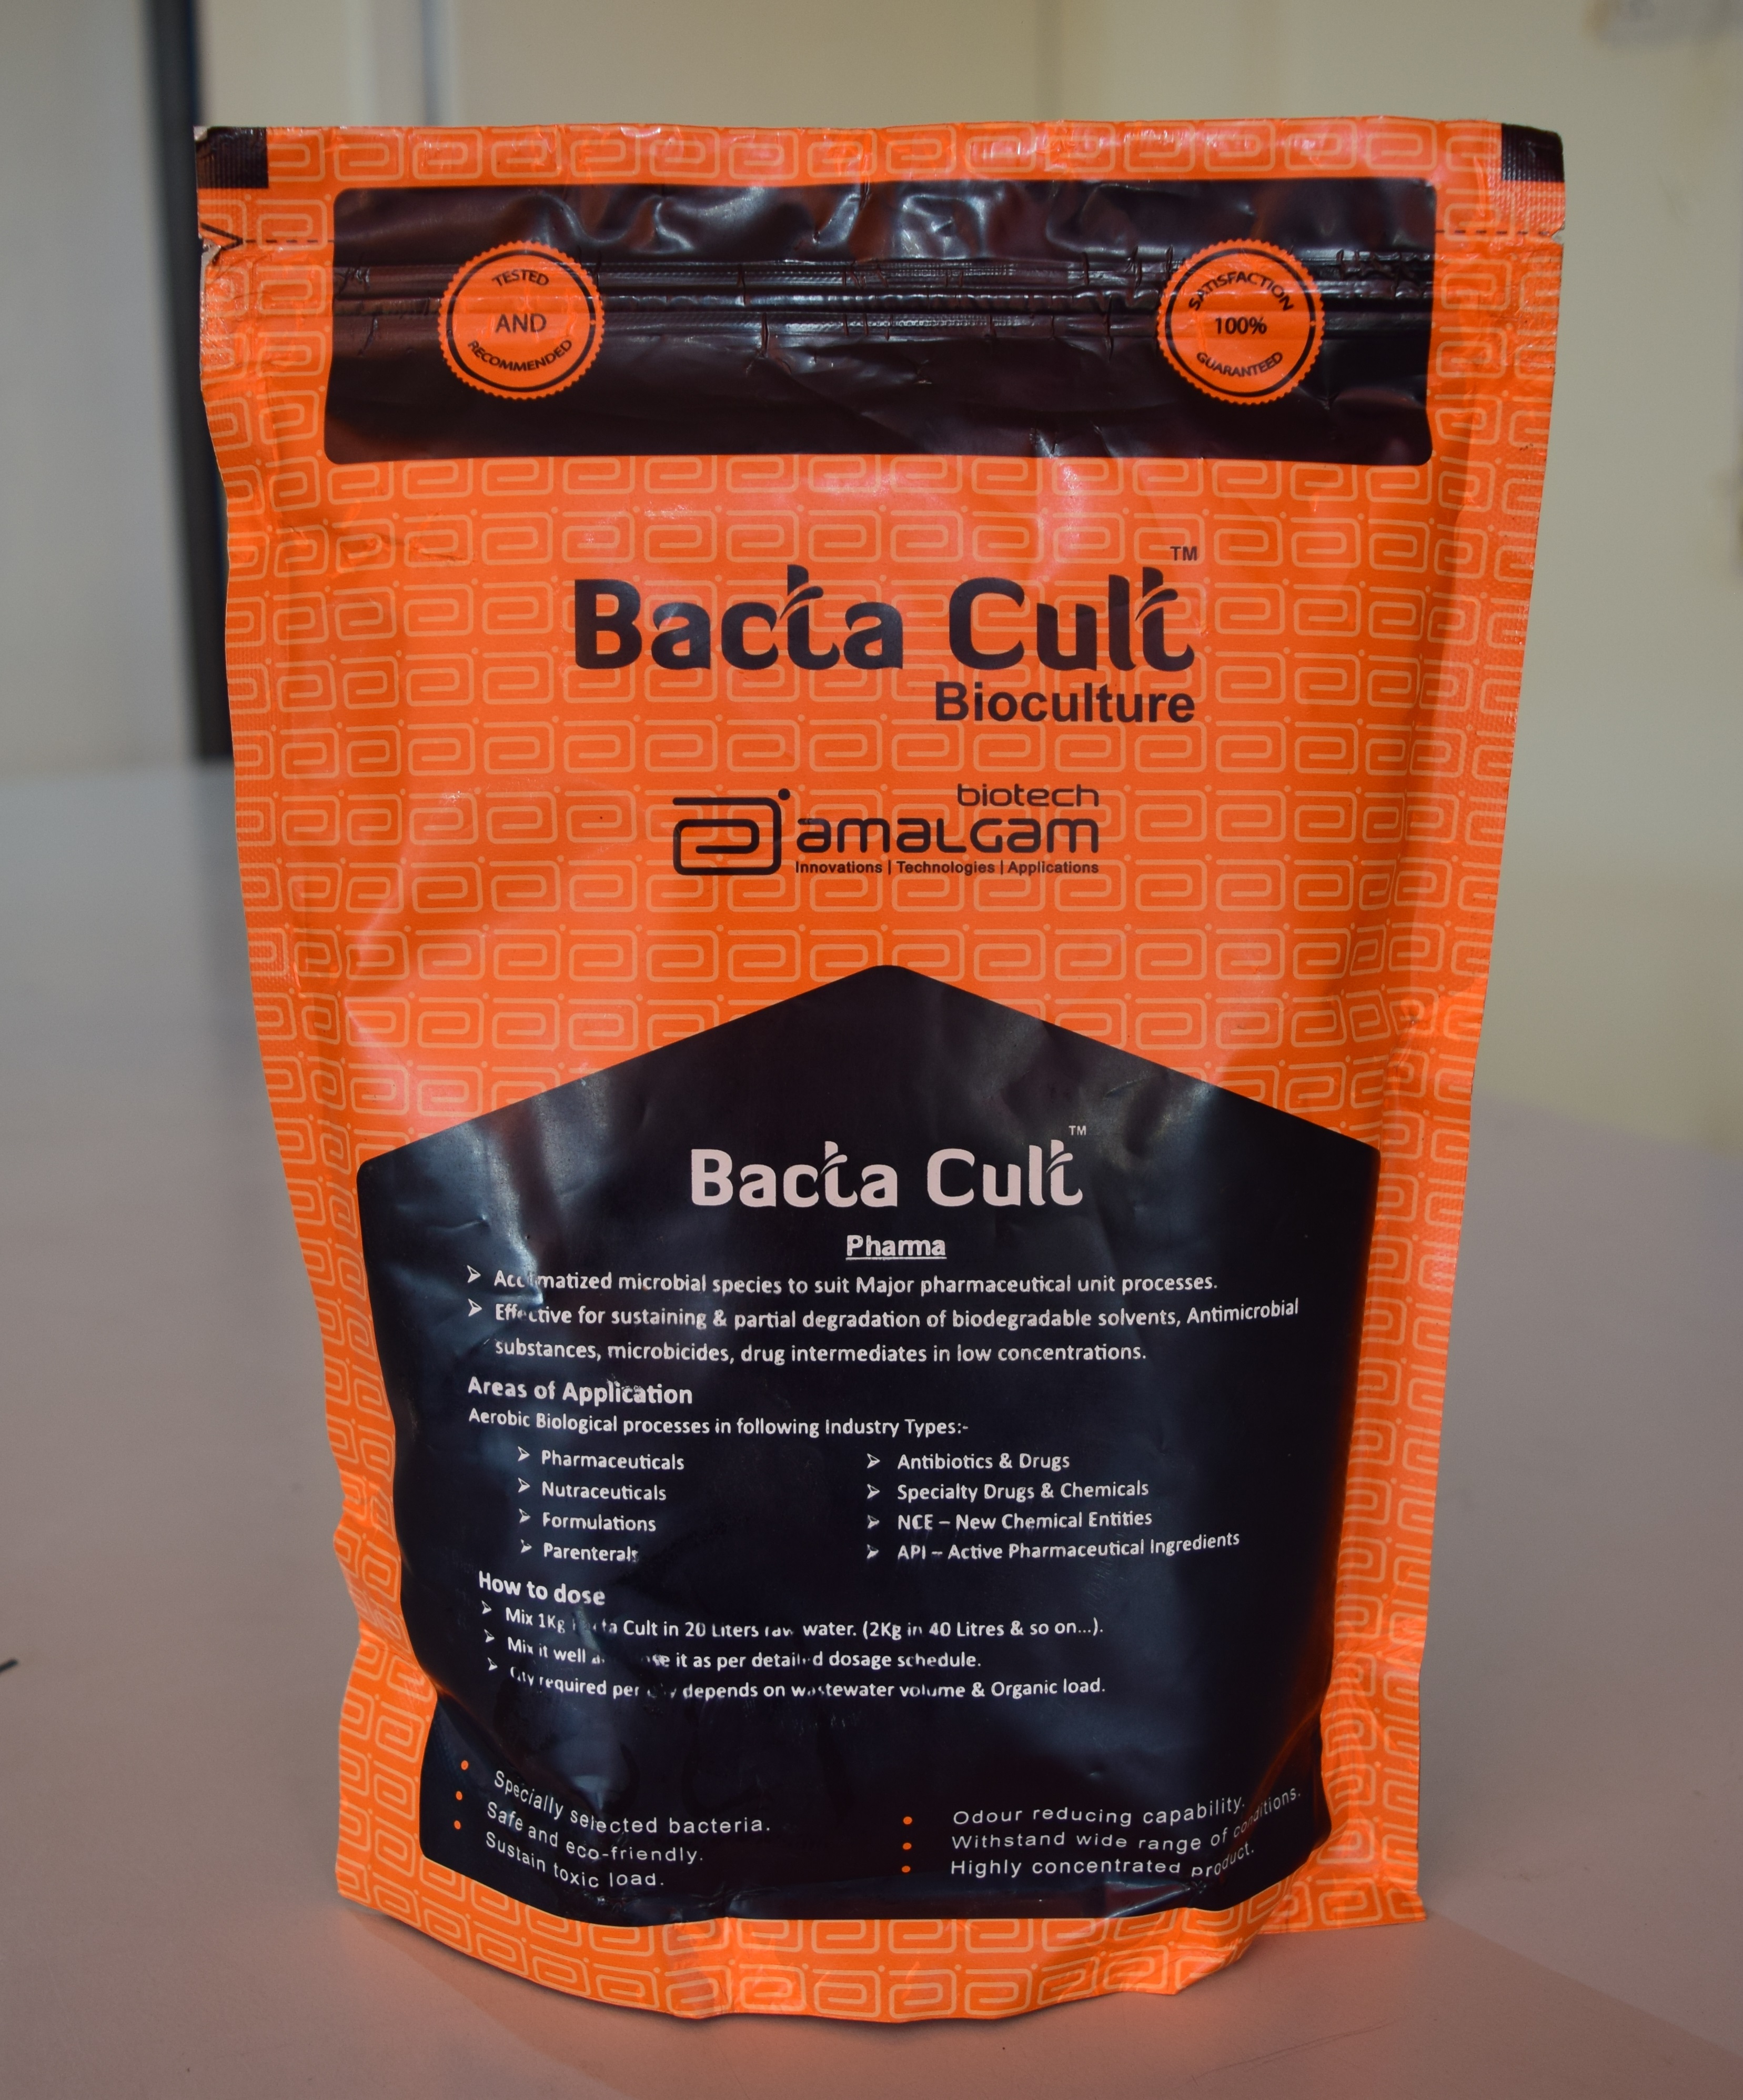 TESTED
AND
RECOMMENDED
SATISFACTION
100%
GUARANTEED
Bacta Cult™
Bioculture
biotech
amalgam
Innovations | Technologies | Applications
Bacta Cult™
Pharma
➢ Acclimatized microbial species to suit Major pharmaceutical unit processes.
➢ Effective for sustaining & partial degradation of biodegradable solvents, Antimicrobial
substances, microbicides, drug intermediates in low concentrations.
Areas of Application
Aerobic Biological processes in following Industry Types:-
➢ Pharmaceuticals
➢ Nutraceuticals
➢ Formulations
➢ Parenterals
➢ Antibiotics & Drugs
➢ Specialty Drugs & Chemicals
➢ NCE – New Chemical Entities
➢ API – Active Pharmaceutical Ingredients
How to dose
➢ Mix 1Kg Bacta Cult in 20 Liters raw water. (2Kg in 40 Litres & so on...).
➢ Mix it well it as per detailed dosage schedule.
➢ required per depends on wastewater volume & Organic load.
• Specially selected bacteria.
• Safe and eco-friendly.
• Sustain toxic load.
• Odour reducing capability.
• Withstand wide range of conditions.
• Highly concentrated product.